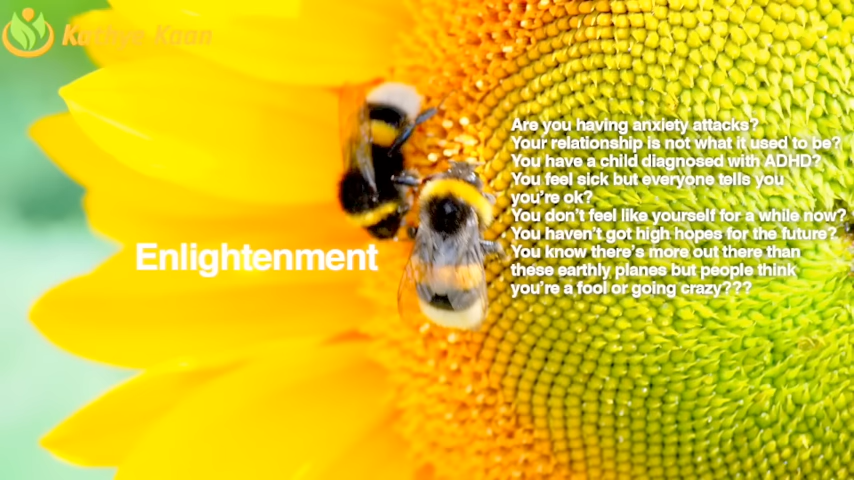 Kathye Kaan
Enlightenment
Are you having anxiety attacks?
Your relationship is not what it used to be?
You have a child diagnosed with ADHD?
You feel sick but everyone tells you
you're ok?
You don't feel like yourself for a while now?
You haven't got high hopes for the future?
You know there's more out there than
these earthly planes but people think
you're a fool or going crazy???